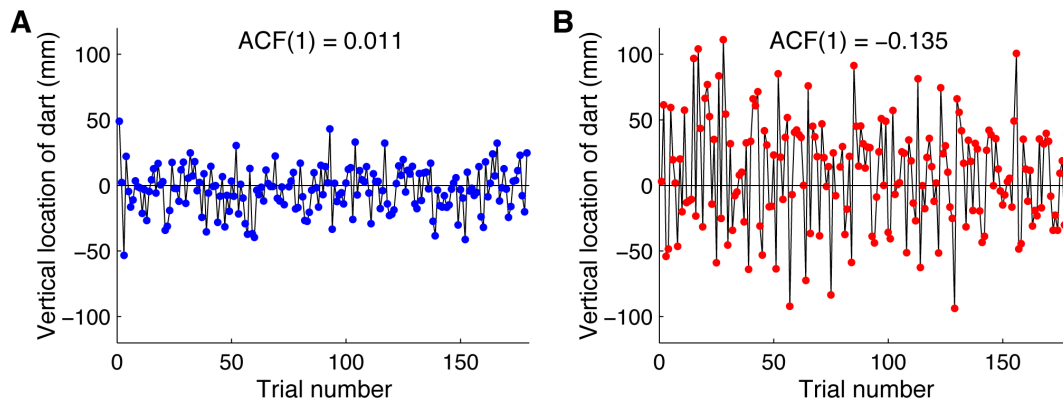 A
ACF(1) = 0.011
Vertical location of dart (mm)
100
50
0
−50
−100
0
50
100
150
Trial number
B
ACF(1) = −0.135
Vertical location of dart (mm)
100
50
0
−50
−100
0
50
100
150
Trial number